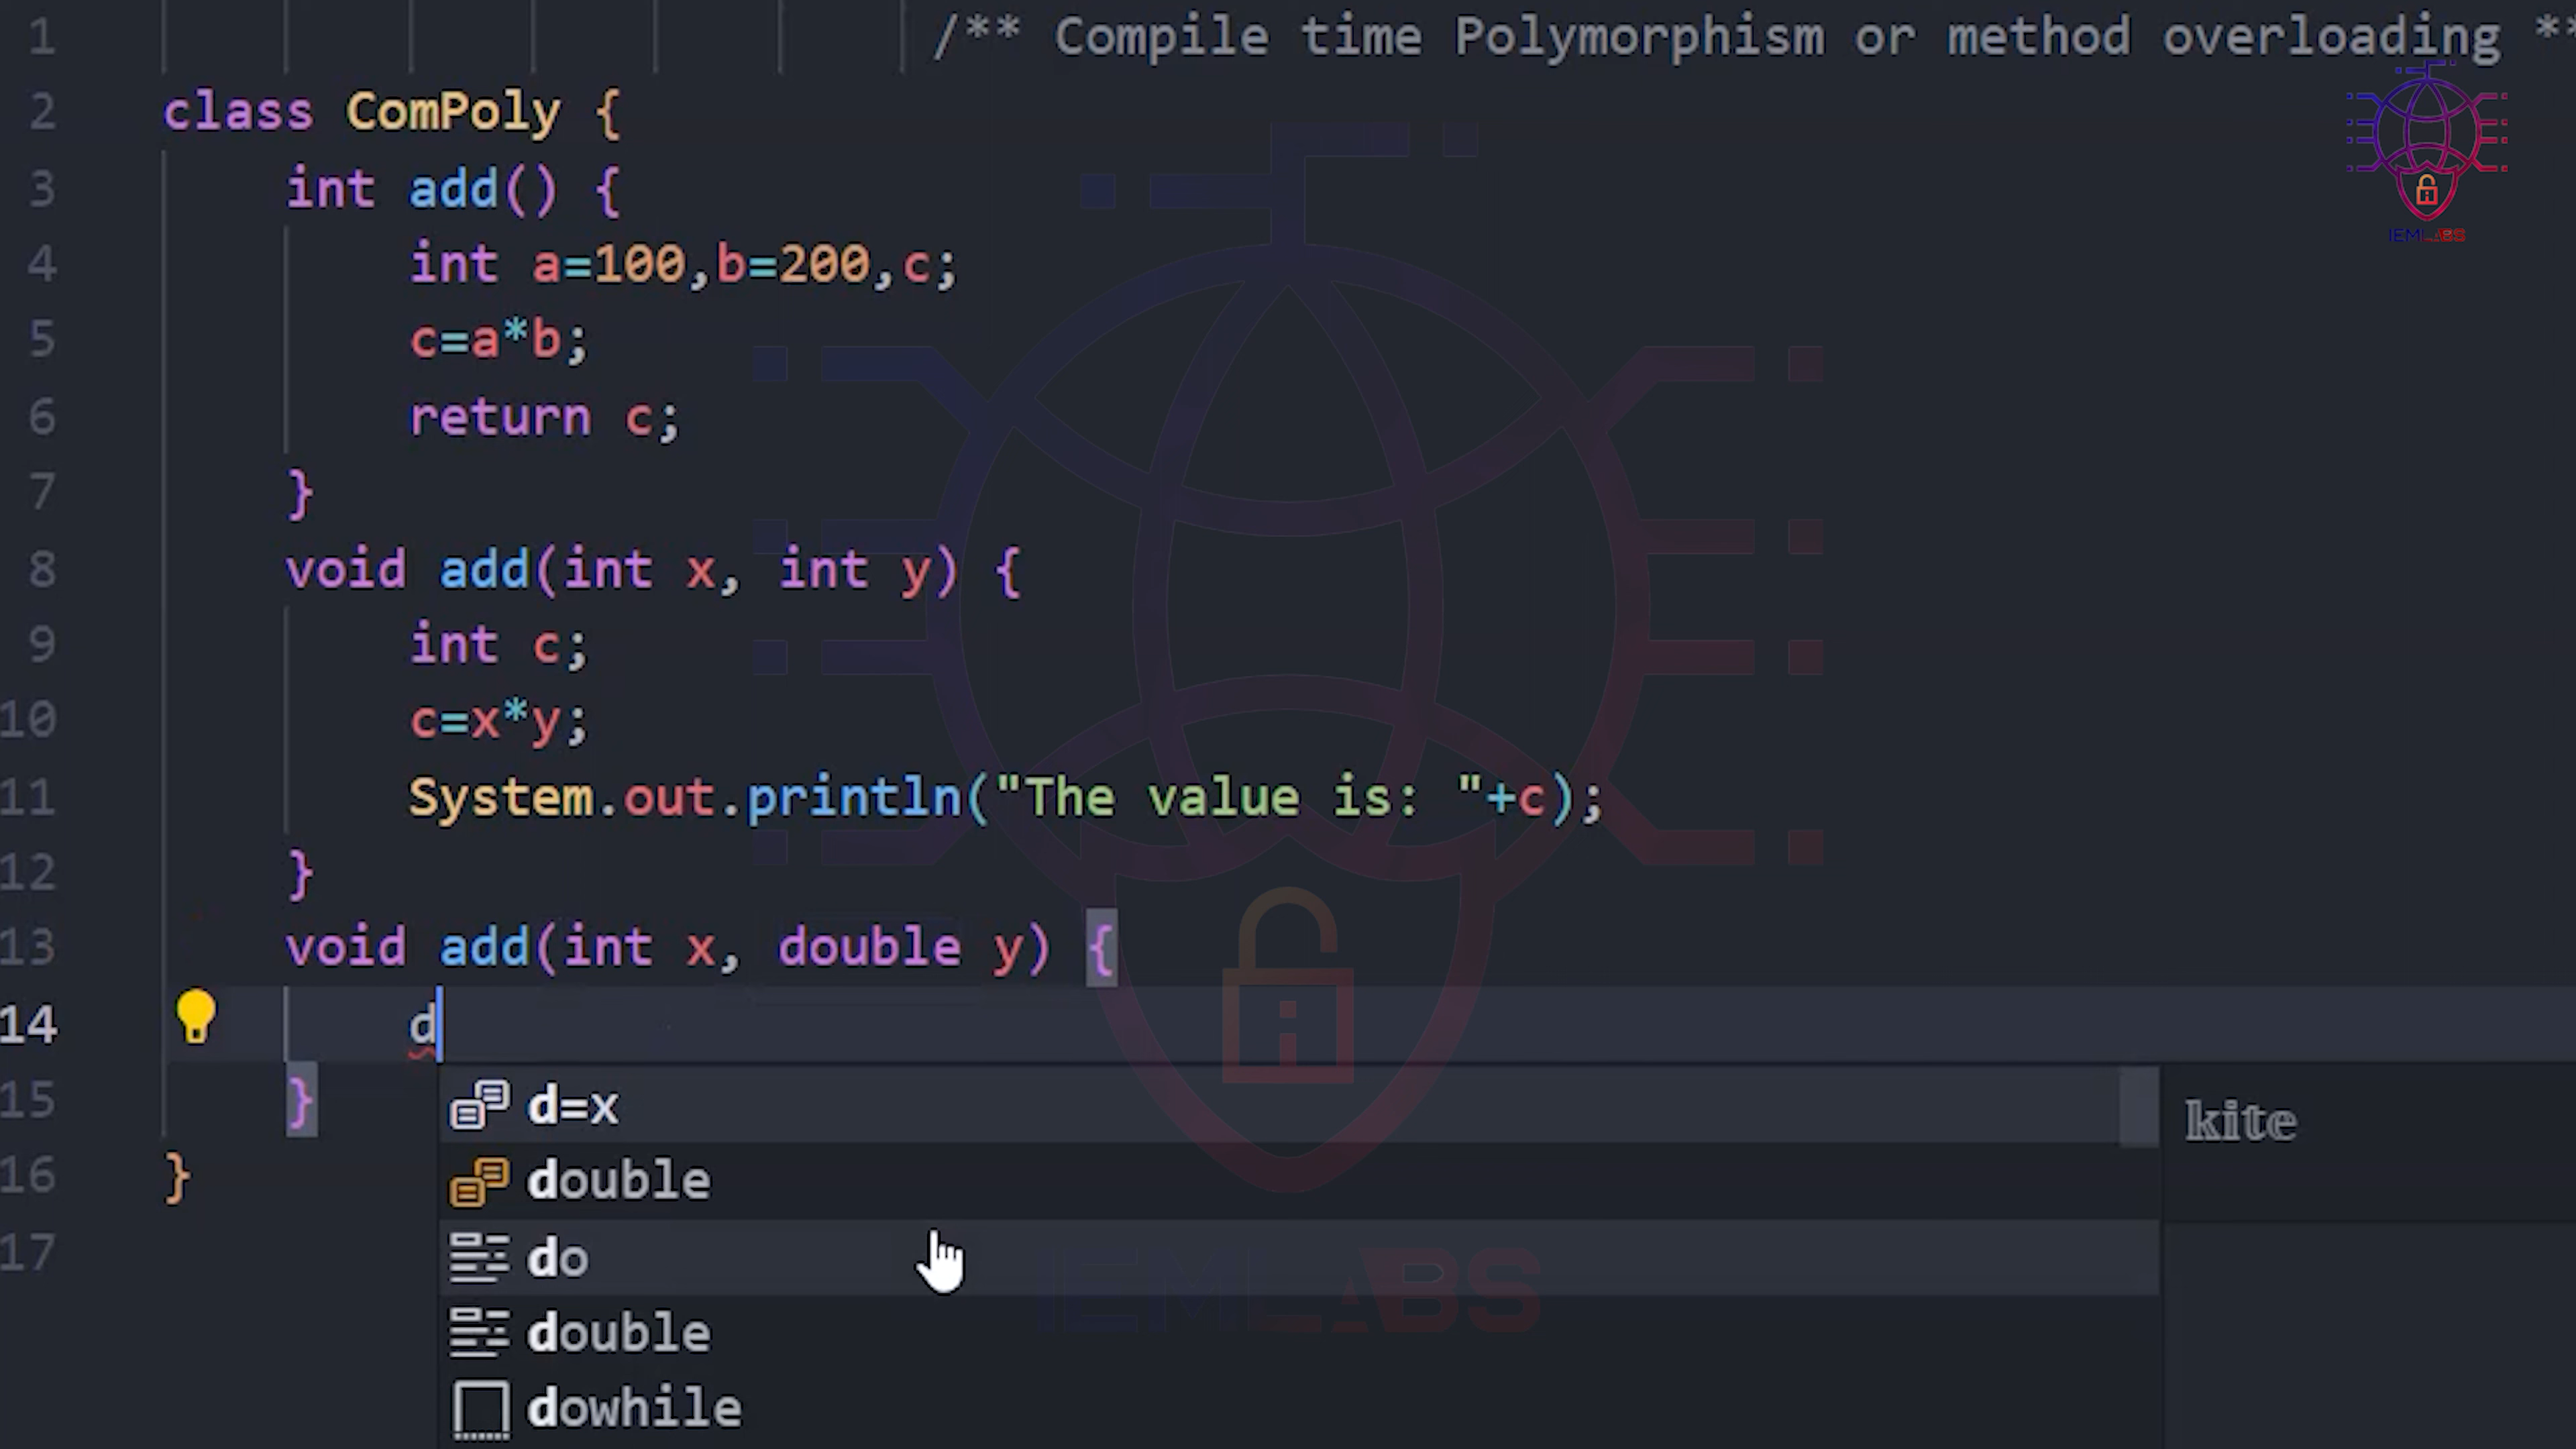 1 /** Compile time Polymorphism or method overloading **
2 class ComPoly {
3 int add() {
4 int a=100,b=200,c;
5 c=a*b;
6 return c;
7 }
8 void add(int x, int y) {
9 int c;
10 c=x*y;
11 System.out.println("The value is: "+c);
12 }
13 void add(int x, double y) {
14 d
15 }
16 }
17
d=x
double
do
double
dowhile
kite
IEMLABS
IEMLABS